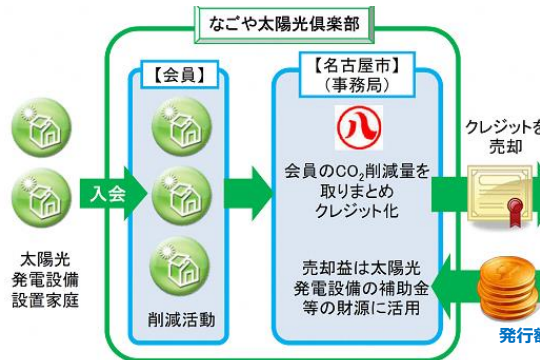 なごや太陽光倶楽部
【会員】
【名古屋市】
(事務局)
八
クレジットを
売却
会員のCO₂削減量を
取りまとめ
クレジット化
入会
太陽光
発電設備
設置家庭
削減活動
売却益は太陽光
発電設備の補助金
等の財源に活用
発行